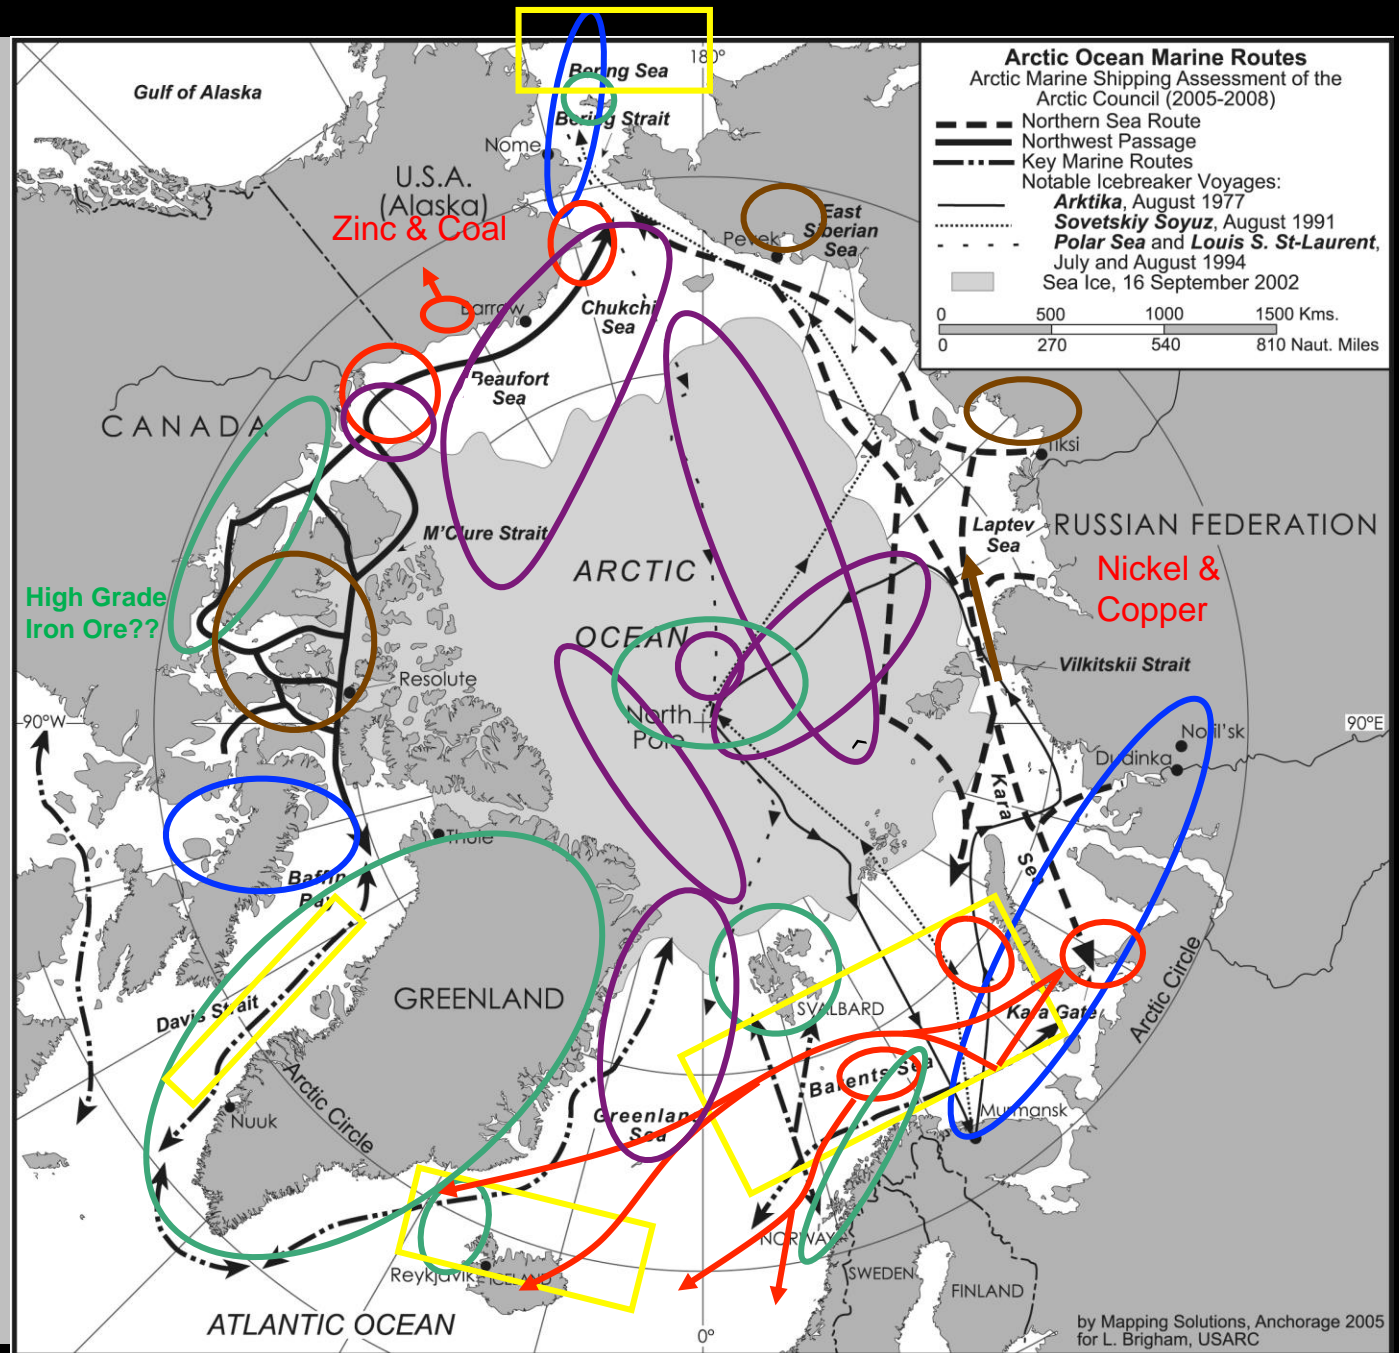 Arctic Ocean Marine Routes
Arctic Marine Shipping Assessment of the
Arctic Council (2005-2008)
Northern Sea Route
Northwest Passage
Key Marine Routes
Notable Icebreaker Voyages:
Arktika, August 1977
Sovetskiy Soyuz, August 1991
Polar Sea and Louis S. St-Laurent,
July and August 1994
Sea Ice, 16 September 2002
0 500 1000 1500 Kms.
0 270 540 810 Naut. Miles
180°
Gulf of Alaska
Bering Sea
Bering Strait
Nome
U.S.A.
(Alaska)
Zinc & Coal
East
Siberian
Sea
Pevek
Barrow
Chukchi
Sea
Beaufort
Sea
CANADA
Tiksi
M'Clure Strait
Laptev
Sea
RUSSIAN FEDERATION
ARCTIC
OCEAN
Nickel &
Copper
High Grade
Iron Ore??
Vilkitskii Strait
Resolute
90°W
North
Pole
90°E
Noril'sk
Dudinka
Kara
Sea
Thule
Baffin
Bay
GREENLAND
Davis Strait
SVALBARD
Kara Gate
Arctic Circle
Barents Sea
Arctic Circle
Nuuk
Greenland
Sea
Murmansk
NORWAY
Reykjavik
ICELAND
SWEDEN
FINLAND
ATLANTIC OCEAN
0°
by Mapping Solutions, Anchorage 2005
for L. Brigham, USARC